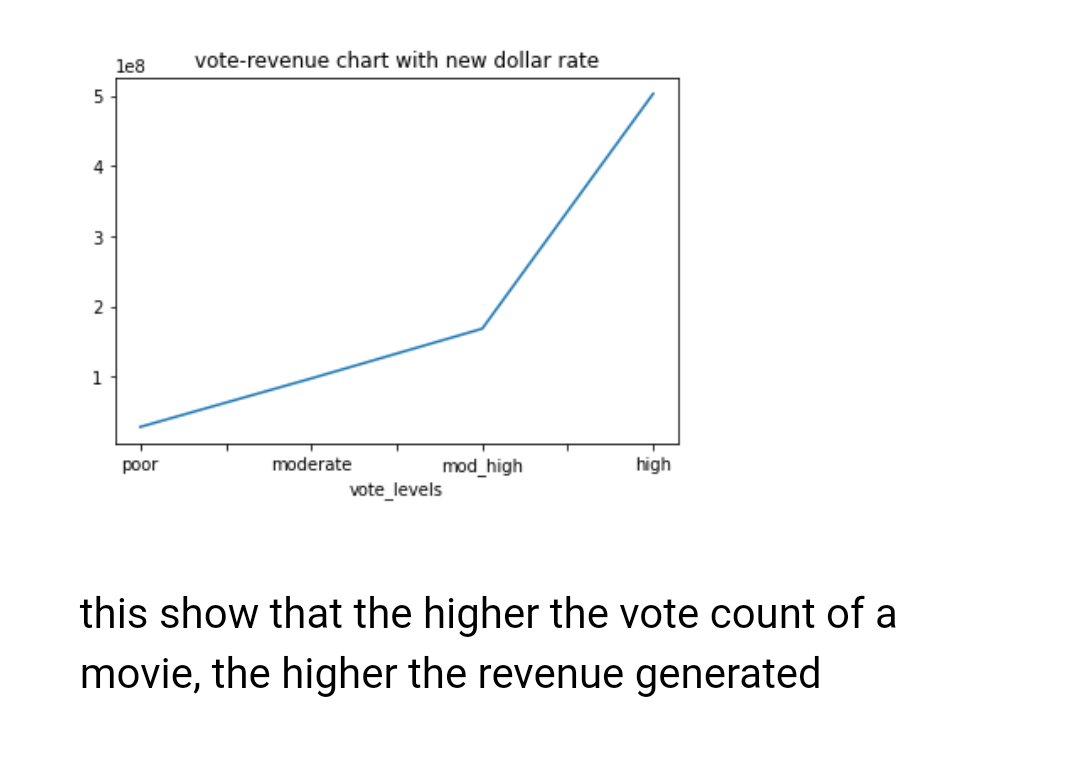 vote-revenue chart with new dollar rate
1e8
5
4
3
2
1
poor moderate mod_high high
vote_levels
this show that the higher the vote count of a
movie, the higher the revenue generated